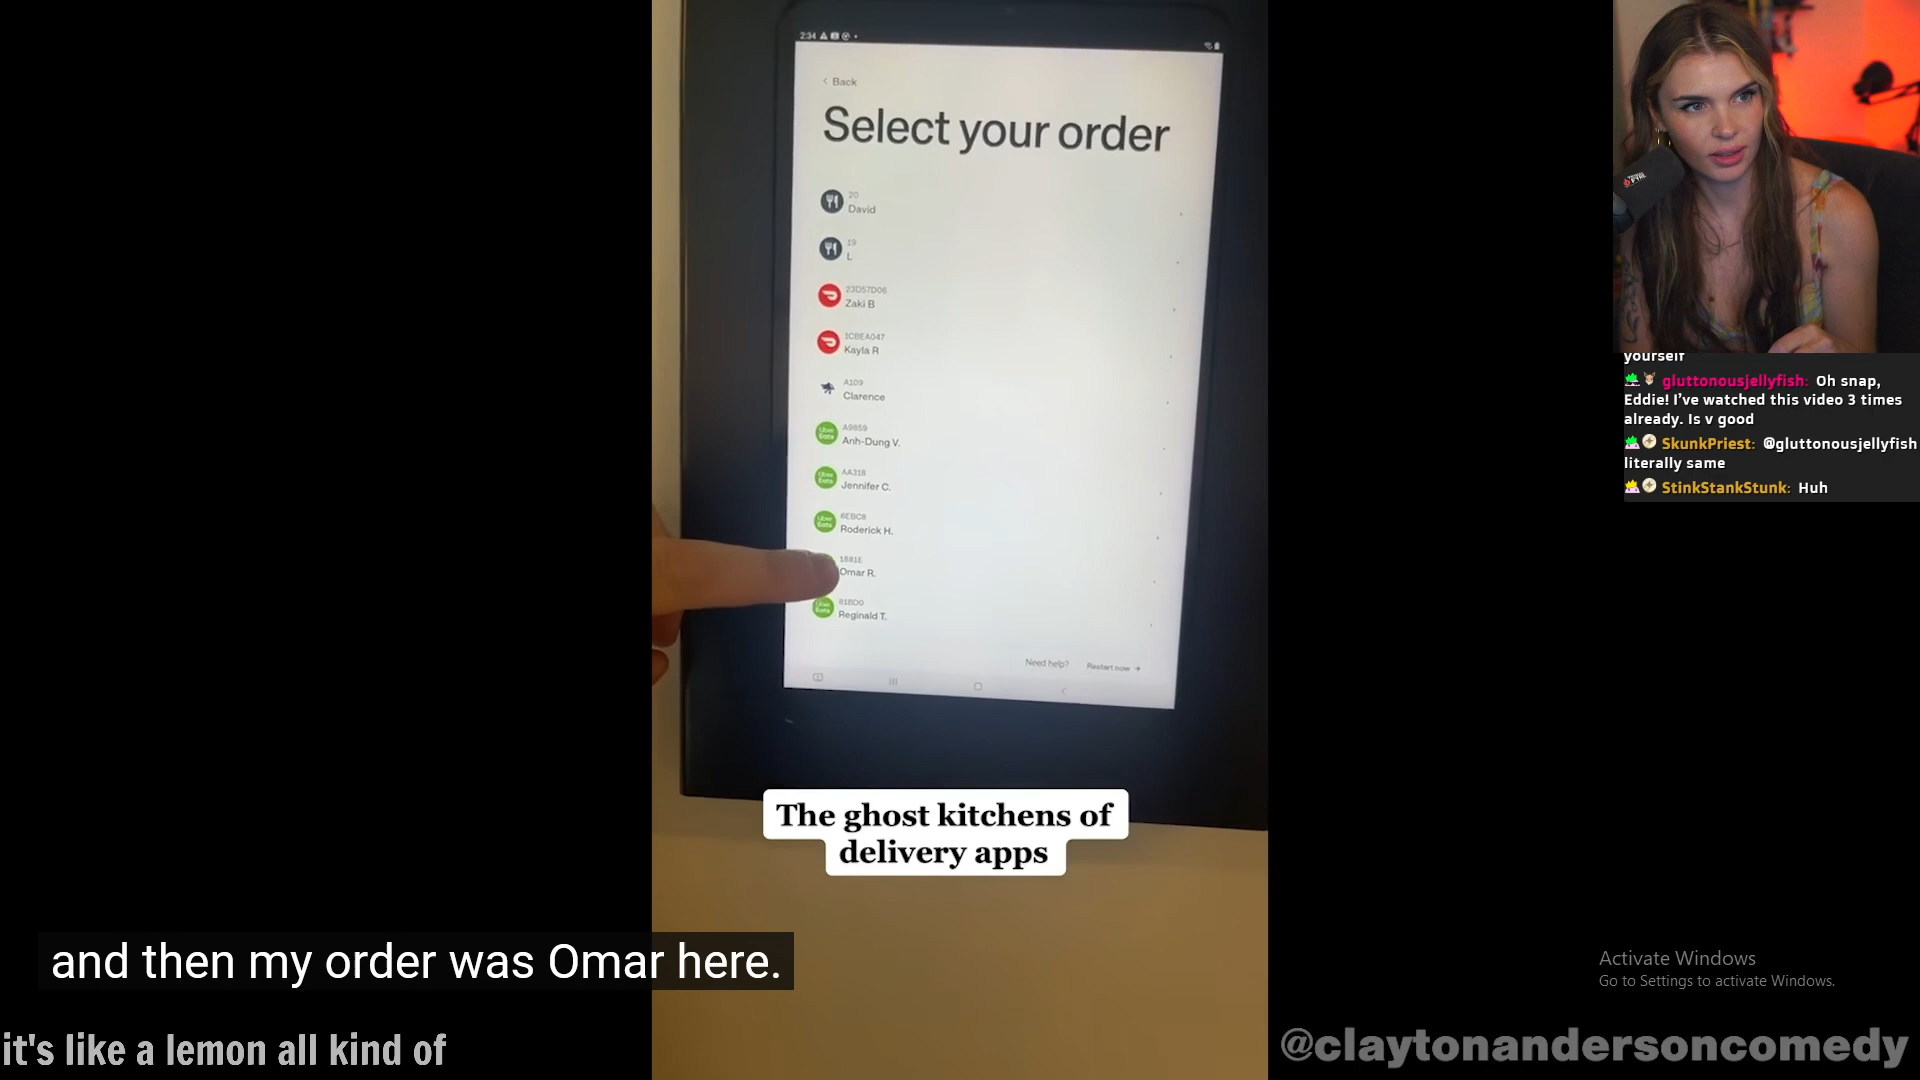 2:34
Back
Select your order
20
David
19
L
23D57D06
Zaki B
1CBEA047
Kayla R
A109
Clarence
A9859
Anh-Dung V.
AA31B
Jennifer C.
6EBC8
Roderick H.
1881E
Omar R.
Uber Eats
81BD0
Reginald T.
Need help?
Restart now
The ghost kitchens of
delivery apps
and then my order was Omar here.
it's like a lemon all kind of
yourself
gluttonousjellyfish: Oh snap,
Eddie! I've watched this video 3 times
already. Is v good
SkunkPriest: @gluttonousjellyfish
literally same
StinkStankStunk: Huh
Activate Windows
Go to Settings to activate Windows.
@claytonandersoncomedy